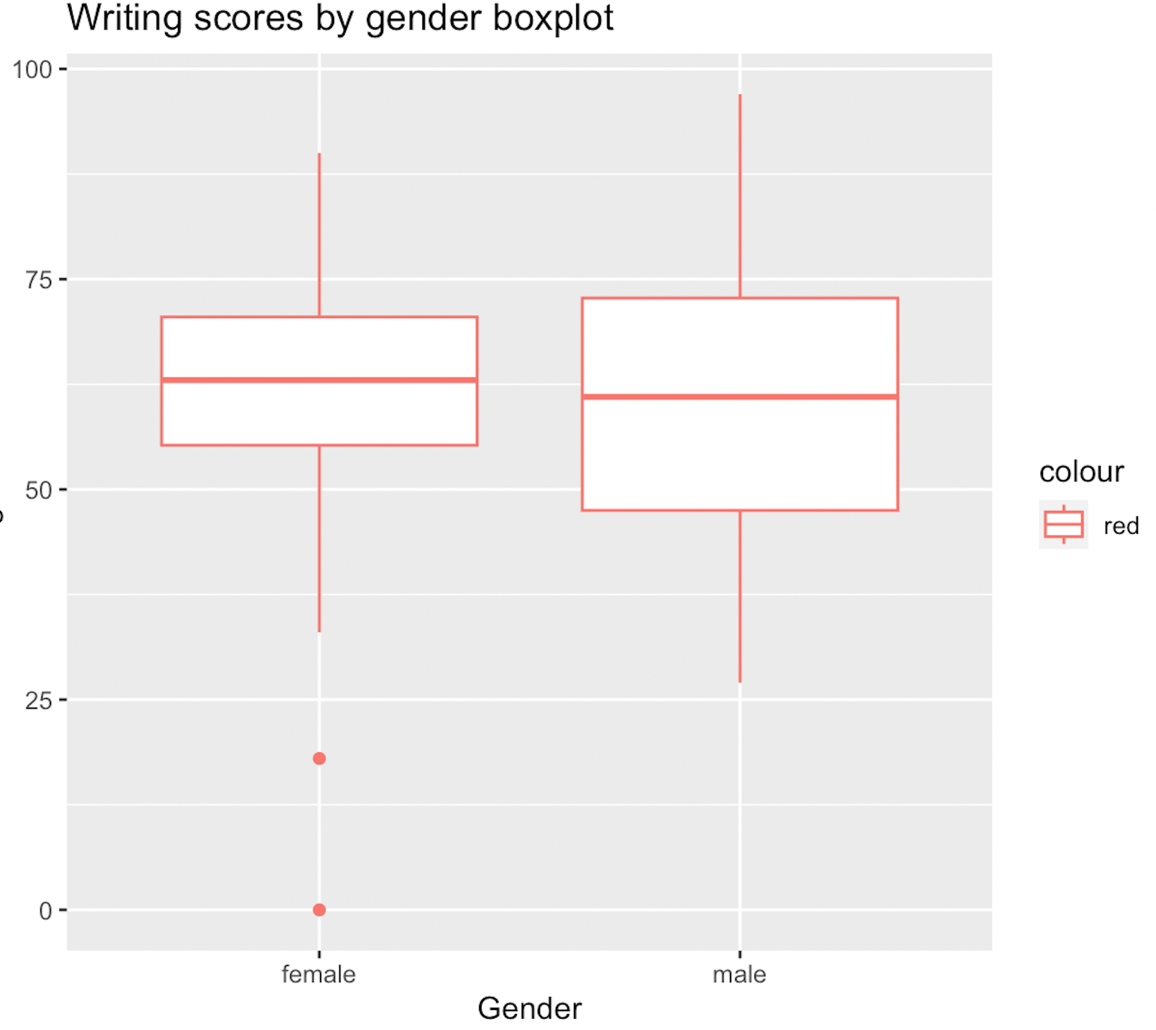 Writing scores by gender boxplot
100
75
50
25
0
female
male
Gender
colour
red